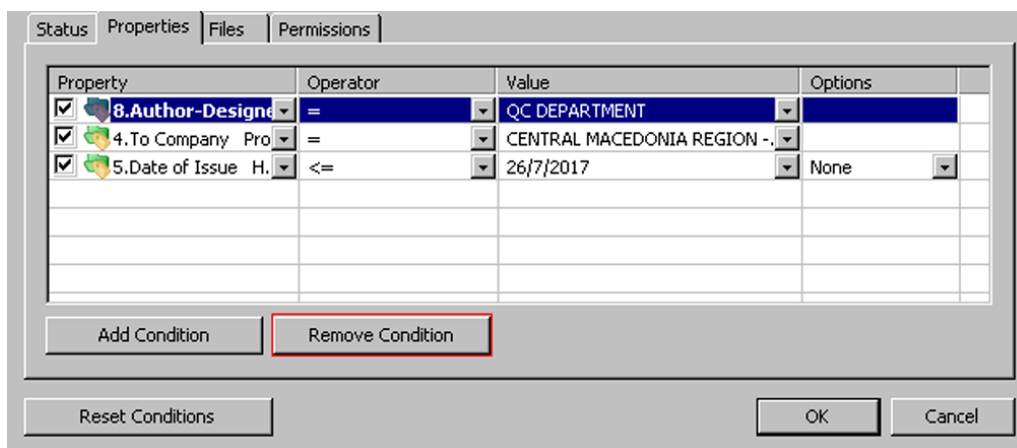 Status Properties Files Permissions
Property Operator Value Options
8.Author-Designe = QC DEPARTMENT
4.To Company Pro = CENTRAL MACEDONIA REGION -.
5.Date of Issue H. <= 26/7/2017 None
Add Condition Remove Condition
Reset Conditions OK Cancel